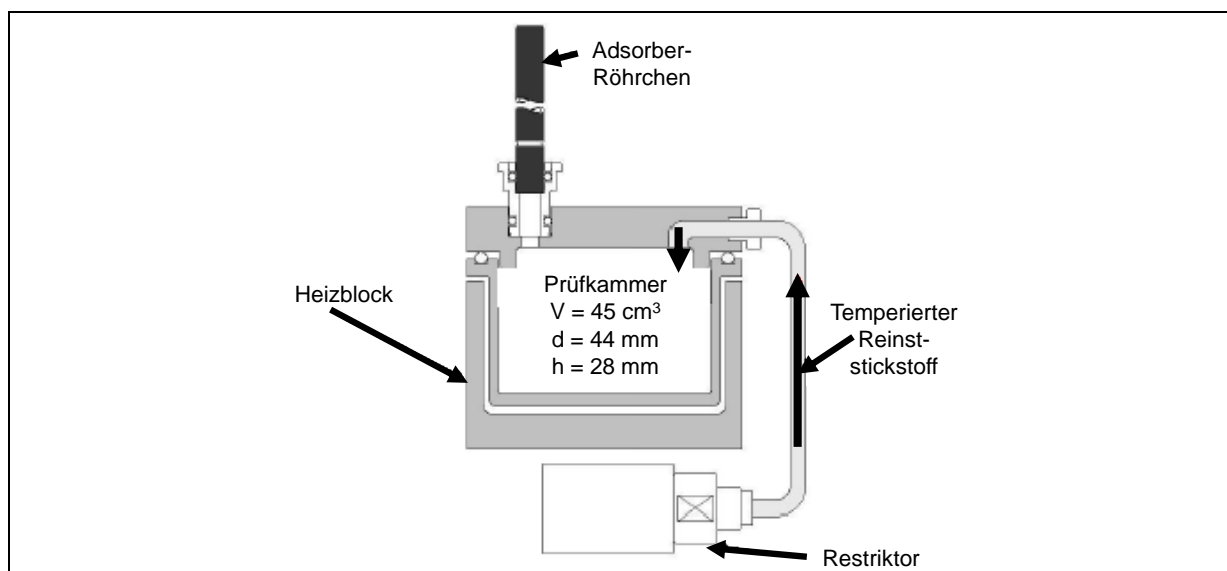 Adsorber-
Röhrchen
Prüfkammer
V = 45 cm³
d = 44 mm
h = 28 mm
Heizblock
Temperierter
Reinst-
stickstoff
Restriktor